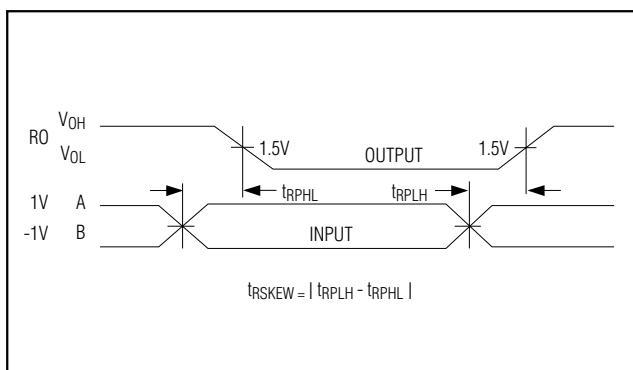 VOH
RO
VOL
1.5V
OUTPUT
1.5V
tRPHL
tRPLH
1V A
-1V B
INPUT
tRSKEW = | tRPLH - tRPHL |